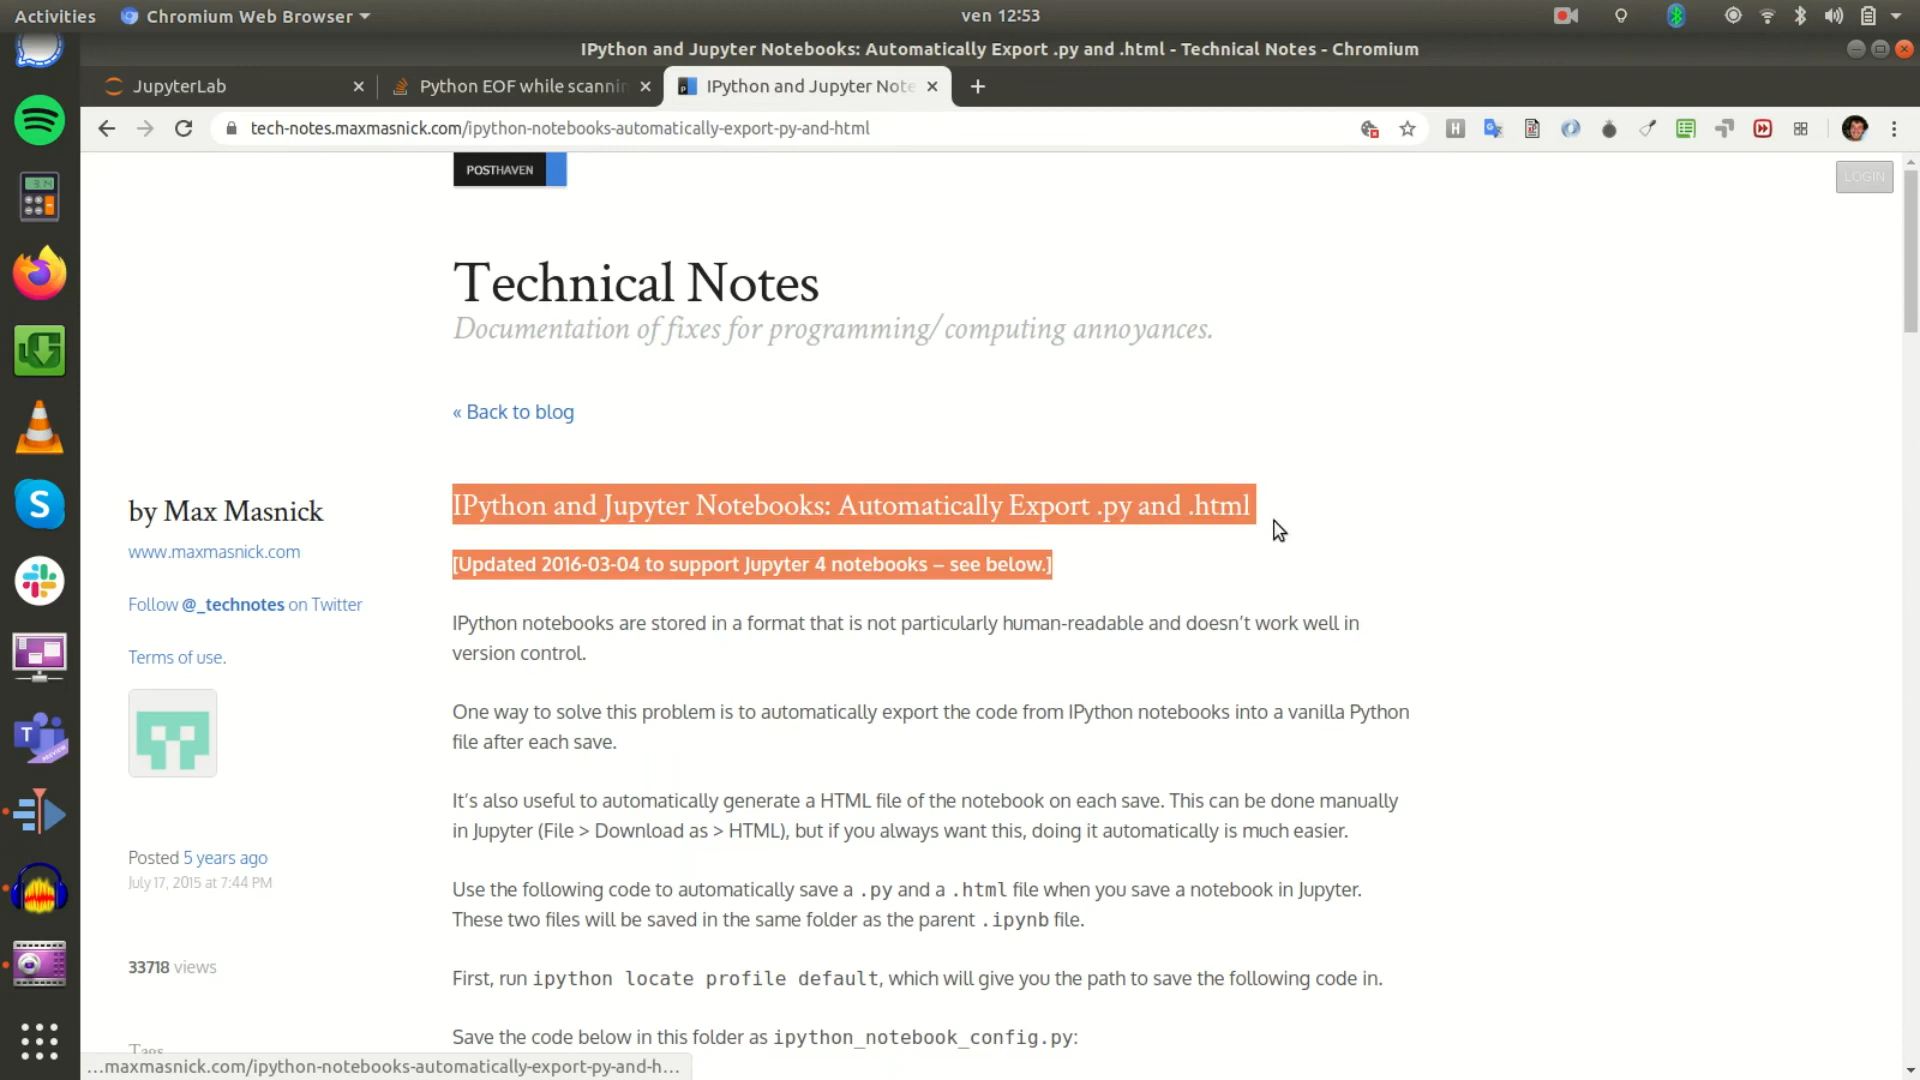 Activities
Chromium Web Browser
ven 12:53
IPython and Jupyter Notebooks: Automatically Export .py and .html - Technical Notes - Chromium
JupyterLab
Python EOF while scannin
IPython and Jupyter Note
tech-notes.maxmasnick.com/ipython-notebooks-automatically-export-py-and-html
POSTHAVEN
LOGIN
Technical Notes
Documentation of fixes for programming/computing annoyances.
« Back to blog
by Max Masnick
www.maxmasnick.com
Follow @_technotes on Twitter
Terms of use.
Posted 5 years ago
July 17, 2015 at 7:44 PM
33718 views
Tags
IPython and Jupyter Notebooks: Automatically Export .py and .html
[Updated 2016-03-04 to support Jupyter 4 notebooks – see below.]
IPython notebooks are stored in a format that is not particularly human-readable and doesn't work well in
version control.
One way to solve this problem is to automatically export the code from IPython notebooks into a vanilla Python
file after each save.
It's also useful to automatically generate a HTML file of the notebook on each save. This can be done manually
in Jupyter (File > Download as > HTML), but if you always want this, doing it automatically is much easier.
Use the following code to automatically save a .py and a .html file when you save a notebook in Jupyter.
These two files will be saved in the same folder as the parent .ipynb file.
First, run ipython locate profile default, which will give you the path to save the following code in.
Save the code below in this folder as ipython_notebook_config.py:
...maxmasnick.com/ipython-notebooks-automatically-export-py-and-h...